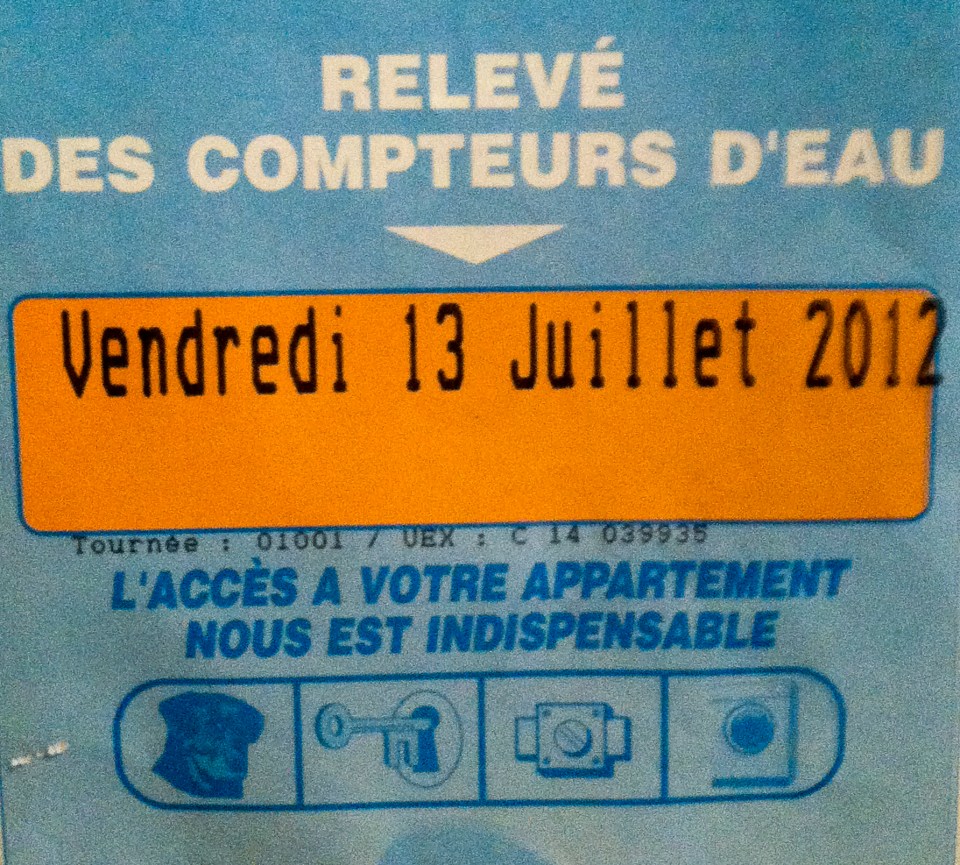 RELEVÉ
DES COMPTEURS D'EAU
Vendredi 13 Juillet 2012
Tournée : 01001 / UEX : C 14 039935
L'ACCÈS A VOTRE APPARTEMENT
NOUS EST INDISPENSABLE